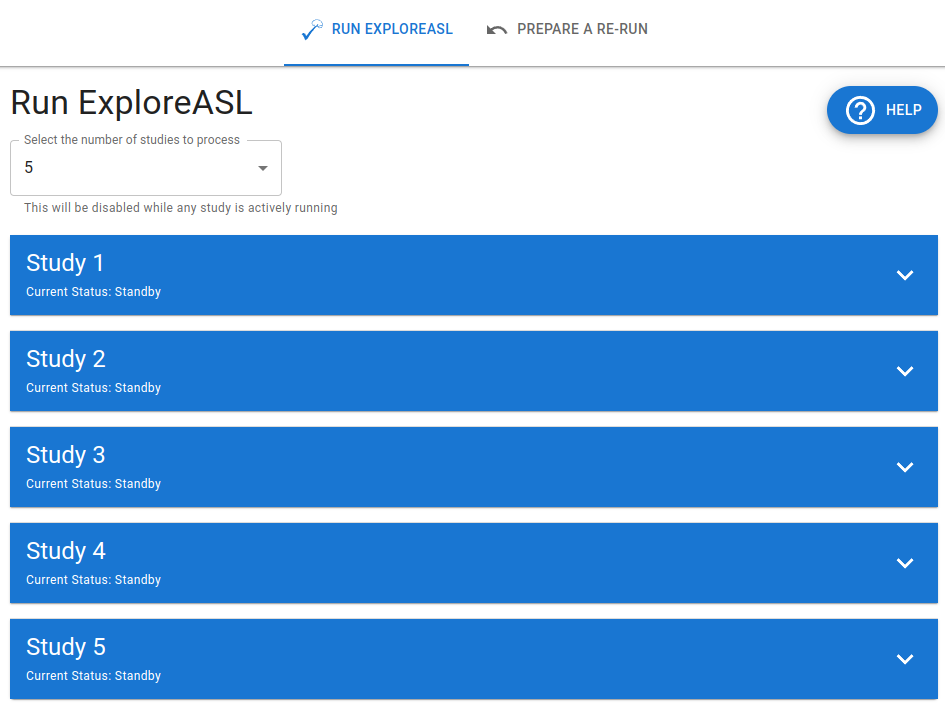 RUN EXPLOREASL
PREPARE A RE-RUN
Run ExploreASL
HELP
Select the number of studies to process
5
This will be disabled while any study is actively running
Study 1
Current Status: Standby
Study 2
Current Status: Standby
Study 3
Current Status: Standby
Study 4
Current Status: Standby
Study 5
Current Status: Standby